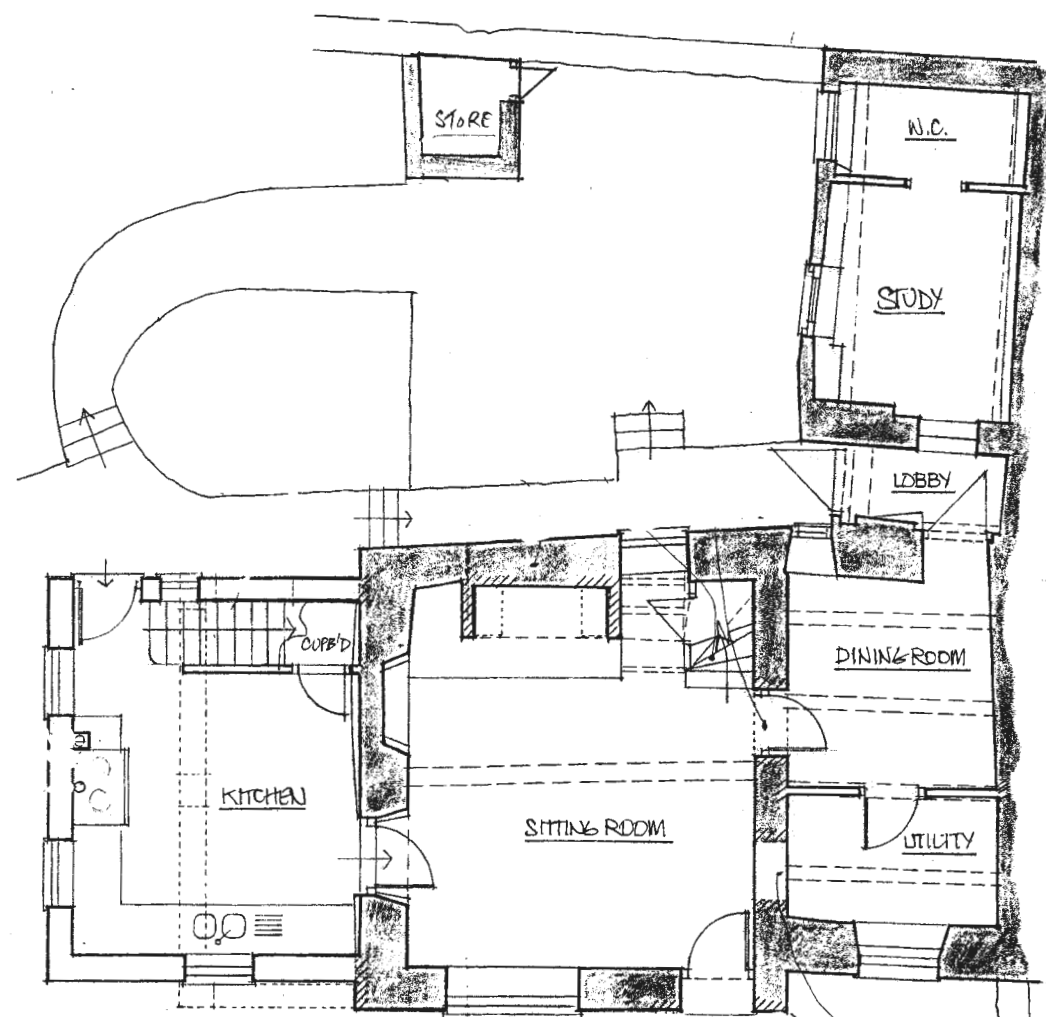 STORE
W.C.
STUDY
LOBBY
CUPB'D
DINING ROOM
KITCHEN
SITTING ROOM
UTILITY